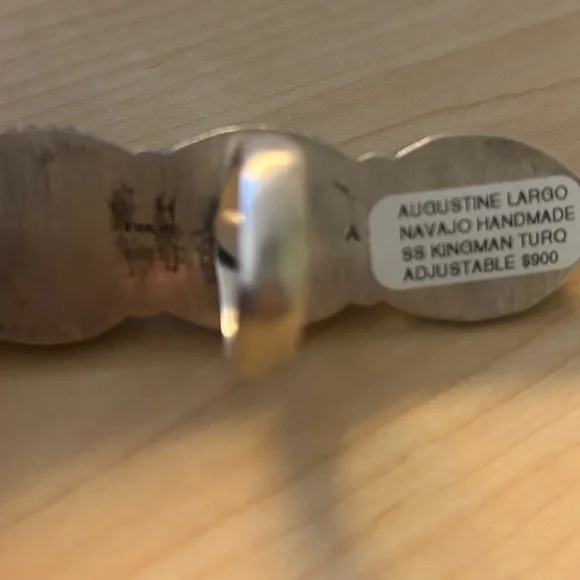 A
AUGUSTINE LARGO
NAVAJO HANDMADE
SS KINGMAN TURQ
ADJUSTABLE $900